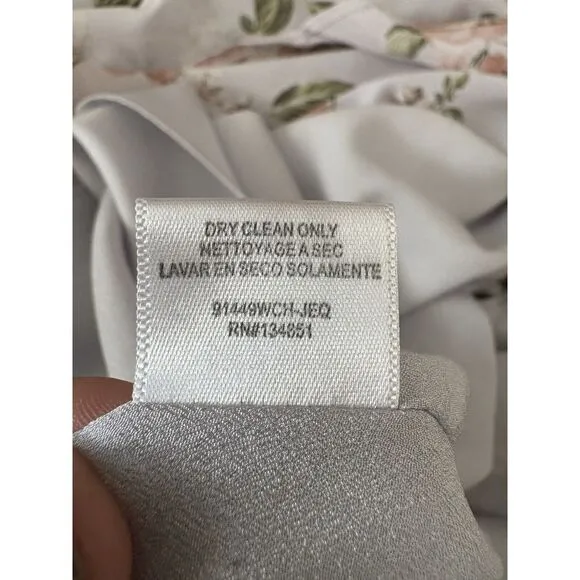 DRY CLEAN ONLY
NETTOYAGE A SEC
LAVAR EN SECO SOLAMENTE
91449WCH-JEQ
RN#134851